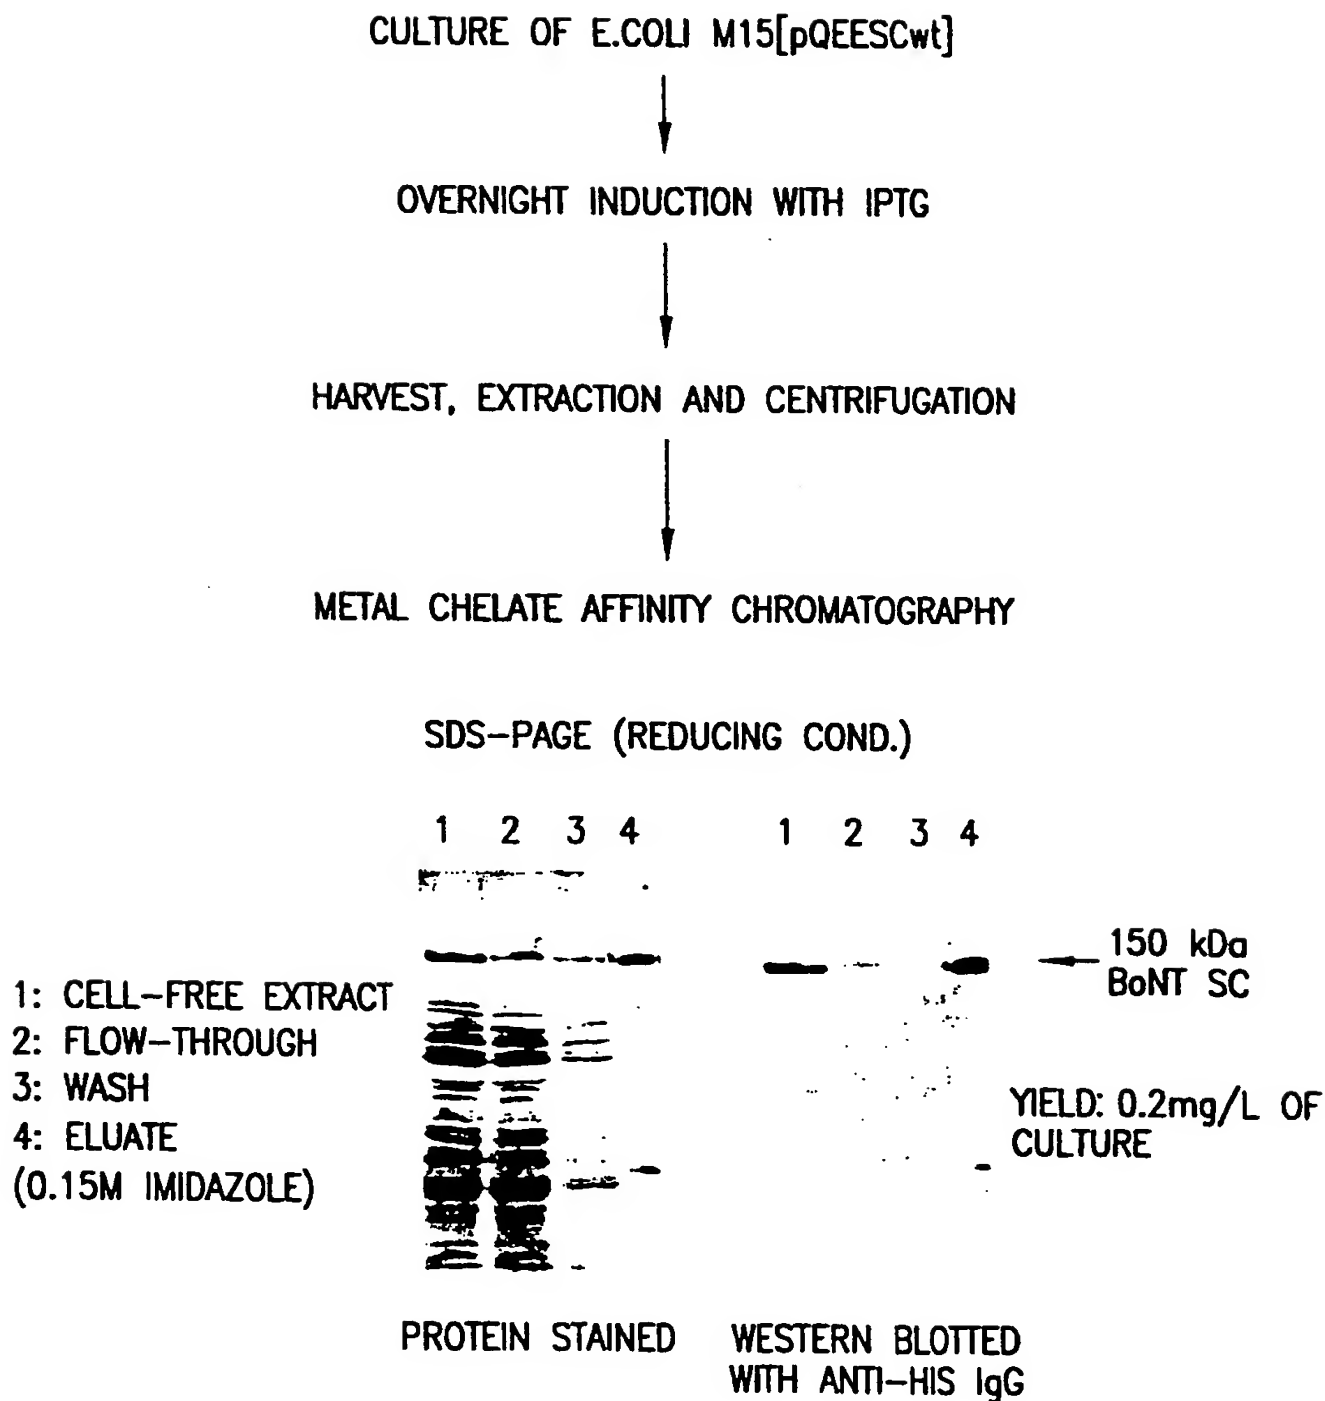 CULTURE OF E.COLI M15[pQEESCwt]
OVERNIGHT INDUCTION WITH IPTG
HARVEST, EXTRACTION AND CENTRIFUGATION
METAL CHELATE AFFINITY CHROMATOGRAPHY
SDS-PAGE (REDUCING COND.)
1 2 3 4 1 2 3 4
150 kDa
BoNT SC
1: CELL-FREE EXTRACT
2: FLOW-THROUGH
3: WASH
4: ELUATE
(0.15M IMIDAZOLE)
YIELD: 0.2mg/L OF
CULTURE
PROTEIN STAINED
WESTERN BLOTTED
WITH ANTI-HIS IgG